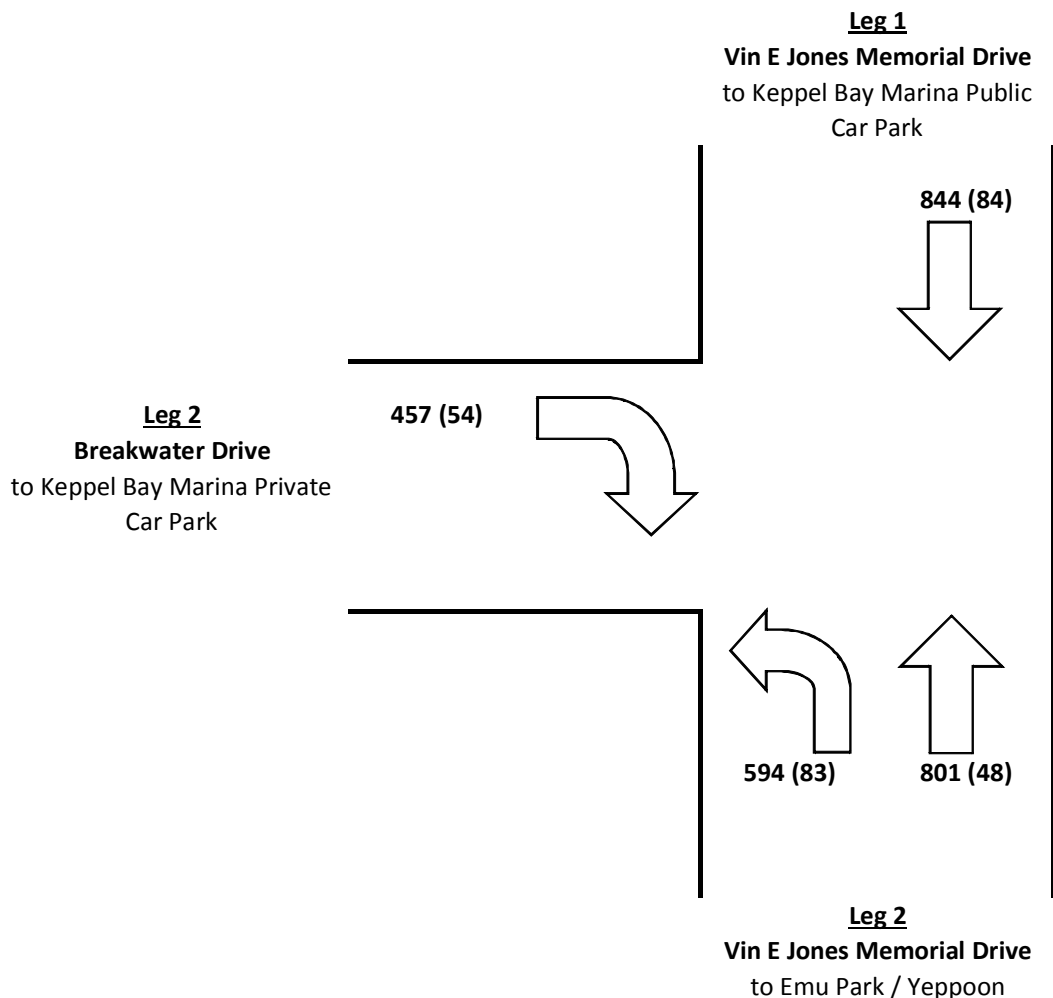 Leg 1
Vin E Jones Memorial Drive
to Keppel Bay Marina Public
Car Park
844 (84)
Leg 2
Breakwater Drive
to Keppel Bay Marina Private
Car Park
457 (54)
594 (83)
801 (48)
Leg 2
Vin E Jones Memorial Drive
to Emu Park / Yeppoon